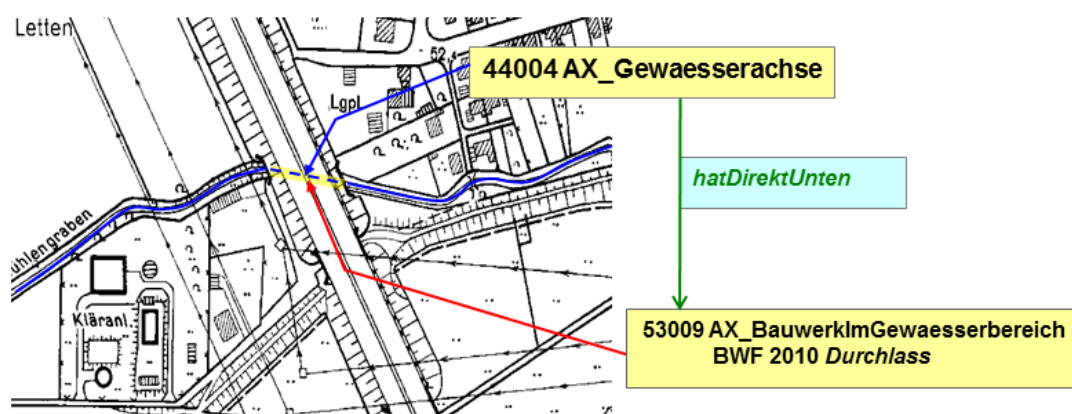 Letten
52,4
44004 AX_Gewaesserachse
Lgpl
hatDirektUnten
ühlengraben
Kläranl.
53009 AX_BauwerkImGewaesserbereich
BWF 2010 Durchlass